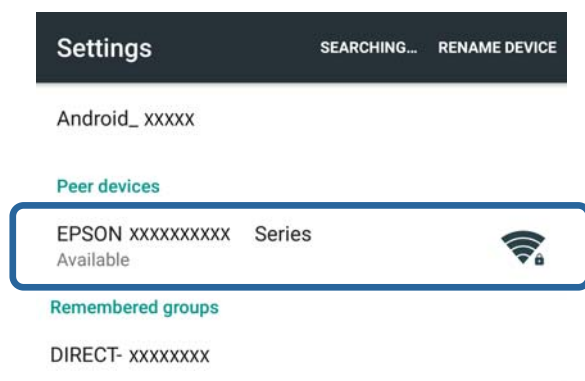 Settings SEARCHING... RENAME DEVICE
Android_ xxxxx
Peer devices
EPSON xxxxxxxxxx Series
Available
Remembered groups
DIRECT- xxxxxxxx